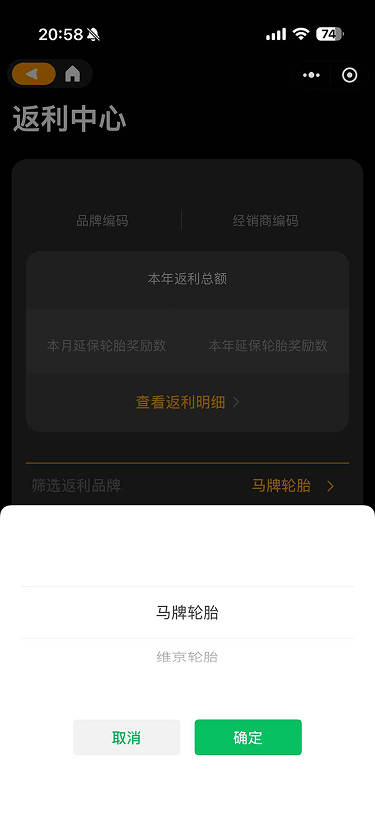 20:58
74
返利中心
品牌编码 经销商编码
本年返利总额
本月延保轮胎奖励数 本年延保轮胎奖励数
查看返利明细
筛选返利品牌 马牌轮胎
马牌轮胎
维京轮胎
取消 确定